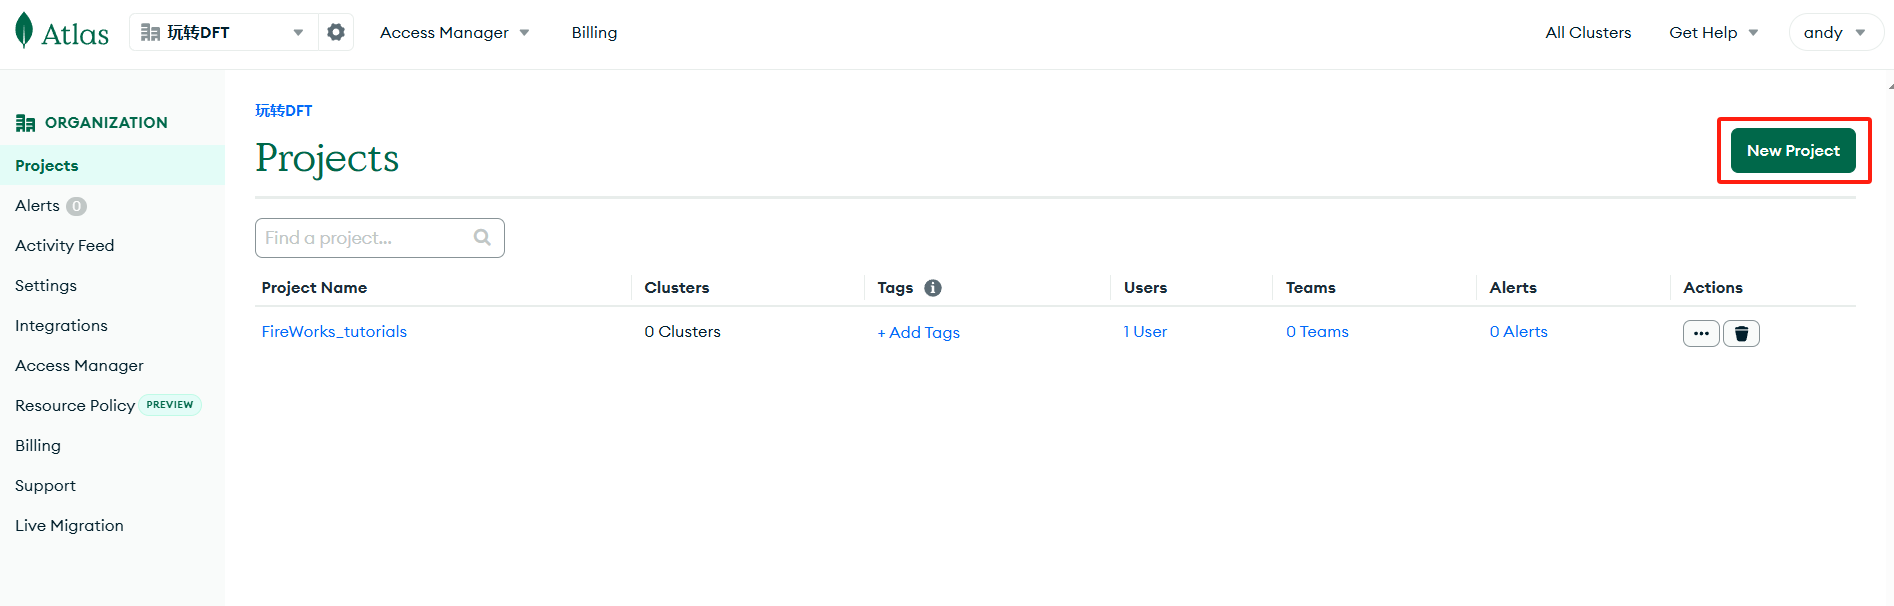 Atlas 玩转DFT Access Manager Billing All Clusters Get Help andy
ORGANIZATION
Projects
Alerts 0
Activity Feed
Settings
Integrations
Access Manager
Resource Policy PREVIEW
Billing
Support
Live Migration
玩转DFT
Projects
New Project
Find a project...
Project Name Clusters Tags Users Teams Alerts Actions
FireWorks_tutorials 0 Clusters + Add Tags 1 User 0 Teams 0 Alerts